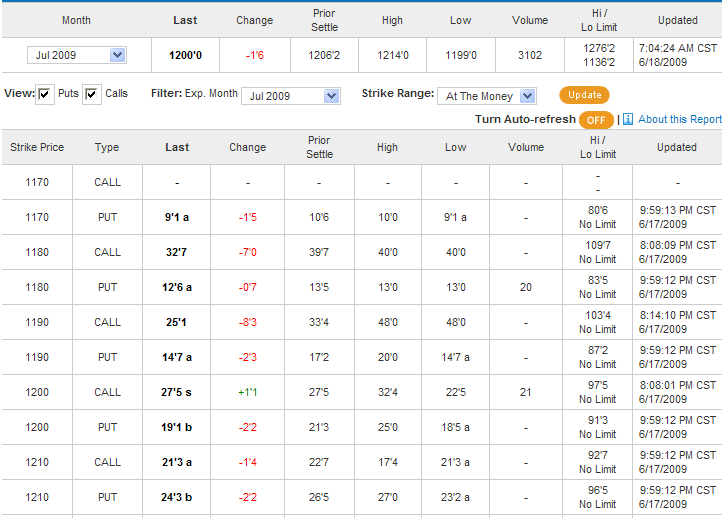 Month Last Change Prior Settle High Low Volume Hi / Lo Limit Updated
Jul 2009 1200'0 -1'6 1206'2 1214'0 1199'0 3102 1276'2 1136'2 7:04:24 AM CST 6/18/2009
View: Puts Calls Filter: Exp. Month Jul 2009 Strike Range: At The Money Update
Turn Auto-refresh OFF | i About this Report
Strike Price Type Last Change Prior Settle High Low Volume Hi / Lo Limit Updated
1170 CALL - - - - - - - - -
1170 PUT 9'1 a -1'5 10'6 10'0 9'1 a - 80'6 No Limit 9:59:13 PM CST 6/17/2009
1180 CALL 32'7 -7'0 39'7 40'0 40'0 - 109'7 No Limit 8:08:09 PM CST 6/17/2009
1180 PUT 12'6 a -0'7 13'5 13'0 13'0 20 83'5 No Limit 9:59:12 PM CST 6/17/2009
1190 CALL 25'1 -8'3 33'4 48'0 48'0 - 103'4 No Limit 8:14:10 PM CST 6/17/2009
1190 PUT 14'7 a -2'3 17'2 20'0 14'7 a - 87'2 No Limit 9:59:12 PM CST 6/17/2009
1200 CALL 27'5 s +1'1 27'5 32'4 22'5 21 97'5 No Limit 8:08:01 PM CST 6/17/2009
1200 PUT 19'1 b -2'2 21'3 25'0 18'5 a - 91'3 No Limit 9:59:12 PM CST 6/17/2009
1210 CALL 21'3 a -1'4 22'7 17'4 21'3 a - 92'7 No Limit 9:59:12 PM CST 6/17/2009
1210 PUT 24'3 b -2'2 26'5 27'0 23'2 a - 96'5 No Limit 9:59:12 PM CST 6/17/2009